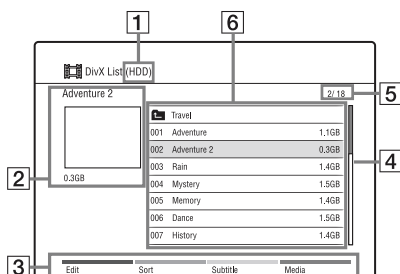 1 6
DivX List (HDD)
Adventure 2
2/ 18
5
Travel
001 Adventure 1.1GB
002 Adventure 2 0.3GB
003 Rain 1.4GB
4
2
0.3GB
004 Mystery 1.5GB
005 Memory 1.4GB
006 Dance 1.5GB
007 History 1.4GB
3
Edit Sort Subtitle Media